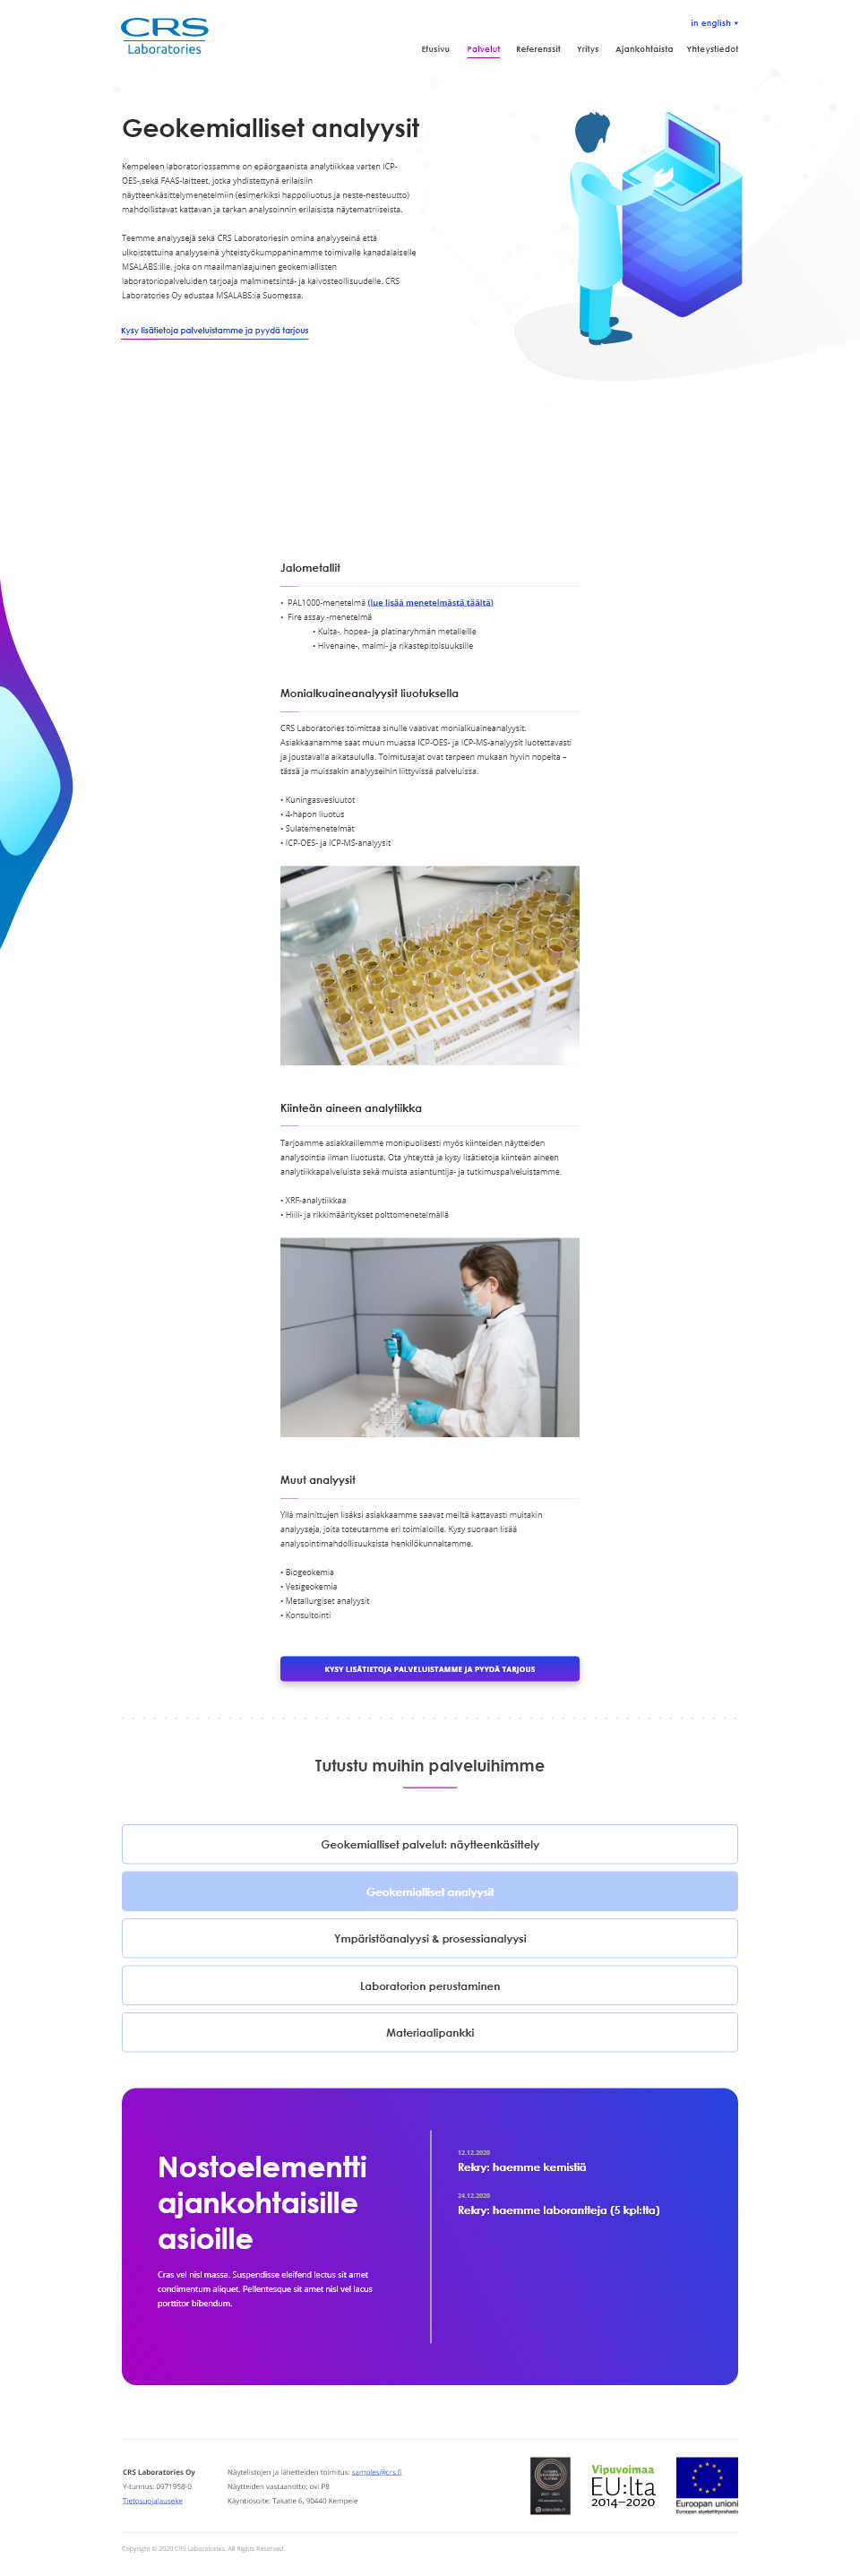 CRS
Laboratories
in english
Etusivu Palvelut Referenssit Yritys Ajankohtaista Yhteystiedot
Geokemialliset analyysit
Kempeleen laboratoriossamme on epäorgaanista analytiikkaa varten ICP-
OES-,sekä FAAS-laitteet, jotka yhdistettynä erilaisiin
näytteenkäsittelymenetelmiin (esimerkiksi happoliuotus ja neste-nesteuutto)
mahdollistavat kattavan ja tarkan analysoinnin erilaisista näytematriiseista.
Teemme analyysejä sekä CRS Laboratoriesin omina analyyseinä että
ulkoistettuina analyyseinä yhteistyökumppaninamme toimivalle kanadalaiselle
MSALABS:ille, joka on maailmanlaajuinen geokemiallisten
laboratoriopalveluiden tarjoaja malminetsintä- ja kaivosteollisuudelle. CRS
Laboratories Oy edustaa MSALABS:ia Suomessa.
Kysy lisätietoja palveluistamme ja pyydä tarjous
Jalometallit
• PAL1000-menetelmä (lue lisää menetelmästä täältä)
• Fire assay -menetelmä
• Kulta-, hopea- ja platinaryhmän metalleille
• Hivenaine-, malmi- ja rikastepitoisuuksille
Monialkuaineanalyysit liuotuksella
CRS Laboratories toimittaa sinulle vaativat monialkuaineanalyysit.
Asiakkaanamme saat muun muassa ICP-OES- ja ICP-MS-analyysit luotettavasti
ja joustavalla aikataululla. Toimitusajat ovat tarpeen mukaan hyvin nopeita –
tässä ja muissakin analyyseihin liittyvissä palveluissa.
• Kuningasvesiuutot
• 4-hapon liuotus
• Sulatemenetelmät
• ICP-OES- ja ICP-MS-analyysit
Kiinteän aineen analytiikka
Tarjoamme asiakkaillemme monipuolisesti myös kiinteiden näytteiden
analysointia ilman liuotusta. Ota yhteyttä ja kysy lisätietoja kiinteän aineen
analytiikkapalveluista sekä muista asiantuntija- ja tutkimuspalveluistamme.
• XRF-analytiikkaa
• Hiili- ja rikkimääritykset polttomenetelmällä
Muut analyysit
Yllä mainittujen lisäksi asiakkaamme saavat meiltä kattavasti muitakin
analyyseja, joita toteutamme eri toimialoille. Kysy suoraan lisää
analysointimahdollisuuksista henkilökunnaltamme.
• Biogeokemia
• Vesigeokemia
• Metallurgiset analyysit
• Konsultointi
KYSY LISÄTIETOJA PALVELUISTAMME JA PYYDÄ TARJOUS
Tutustu muihin palveluihimme
Geokemialliset palvelut: näytteenkäsittely
Geokemialliset analyysit
Ympäristöanalyysi & prosessianalyysi
Laboratorion perustaminen
Materiaalipankki
Nostoelementti
ajankohtaisille
asioille
Cras vel nisl massa. Suspendisse eleifend lectus sit amet
condimentum aliquet. Pellentesque sit amet nisl vel lacus
porttitor bibendum.
12.12.2020
Rekry: haemme kemistiä
24.12.2020
Rekry: haemme laborantteja (5 kpl:tta)
CRS Laboratories Oy
Y-tunnus: 0971958-0
Tietosuojalauseke
Näytelistojen ja lähetteiden toimitus: samples@crs.fi
Näytteiden vastaanotto: ovi P8
Käyntiosoite: Takatie 6, 90440 Kempele
Vipuvoimaa
EU:lta
2014–2020
Euroopan unioni
Euroopan aluekehitysrahasto
Copyright © 2020 CRS Laboratories. All Rights Reserved.